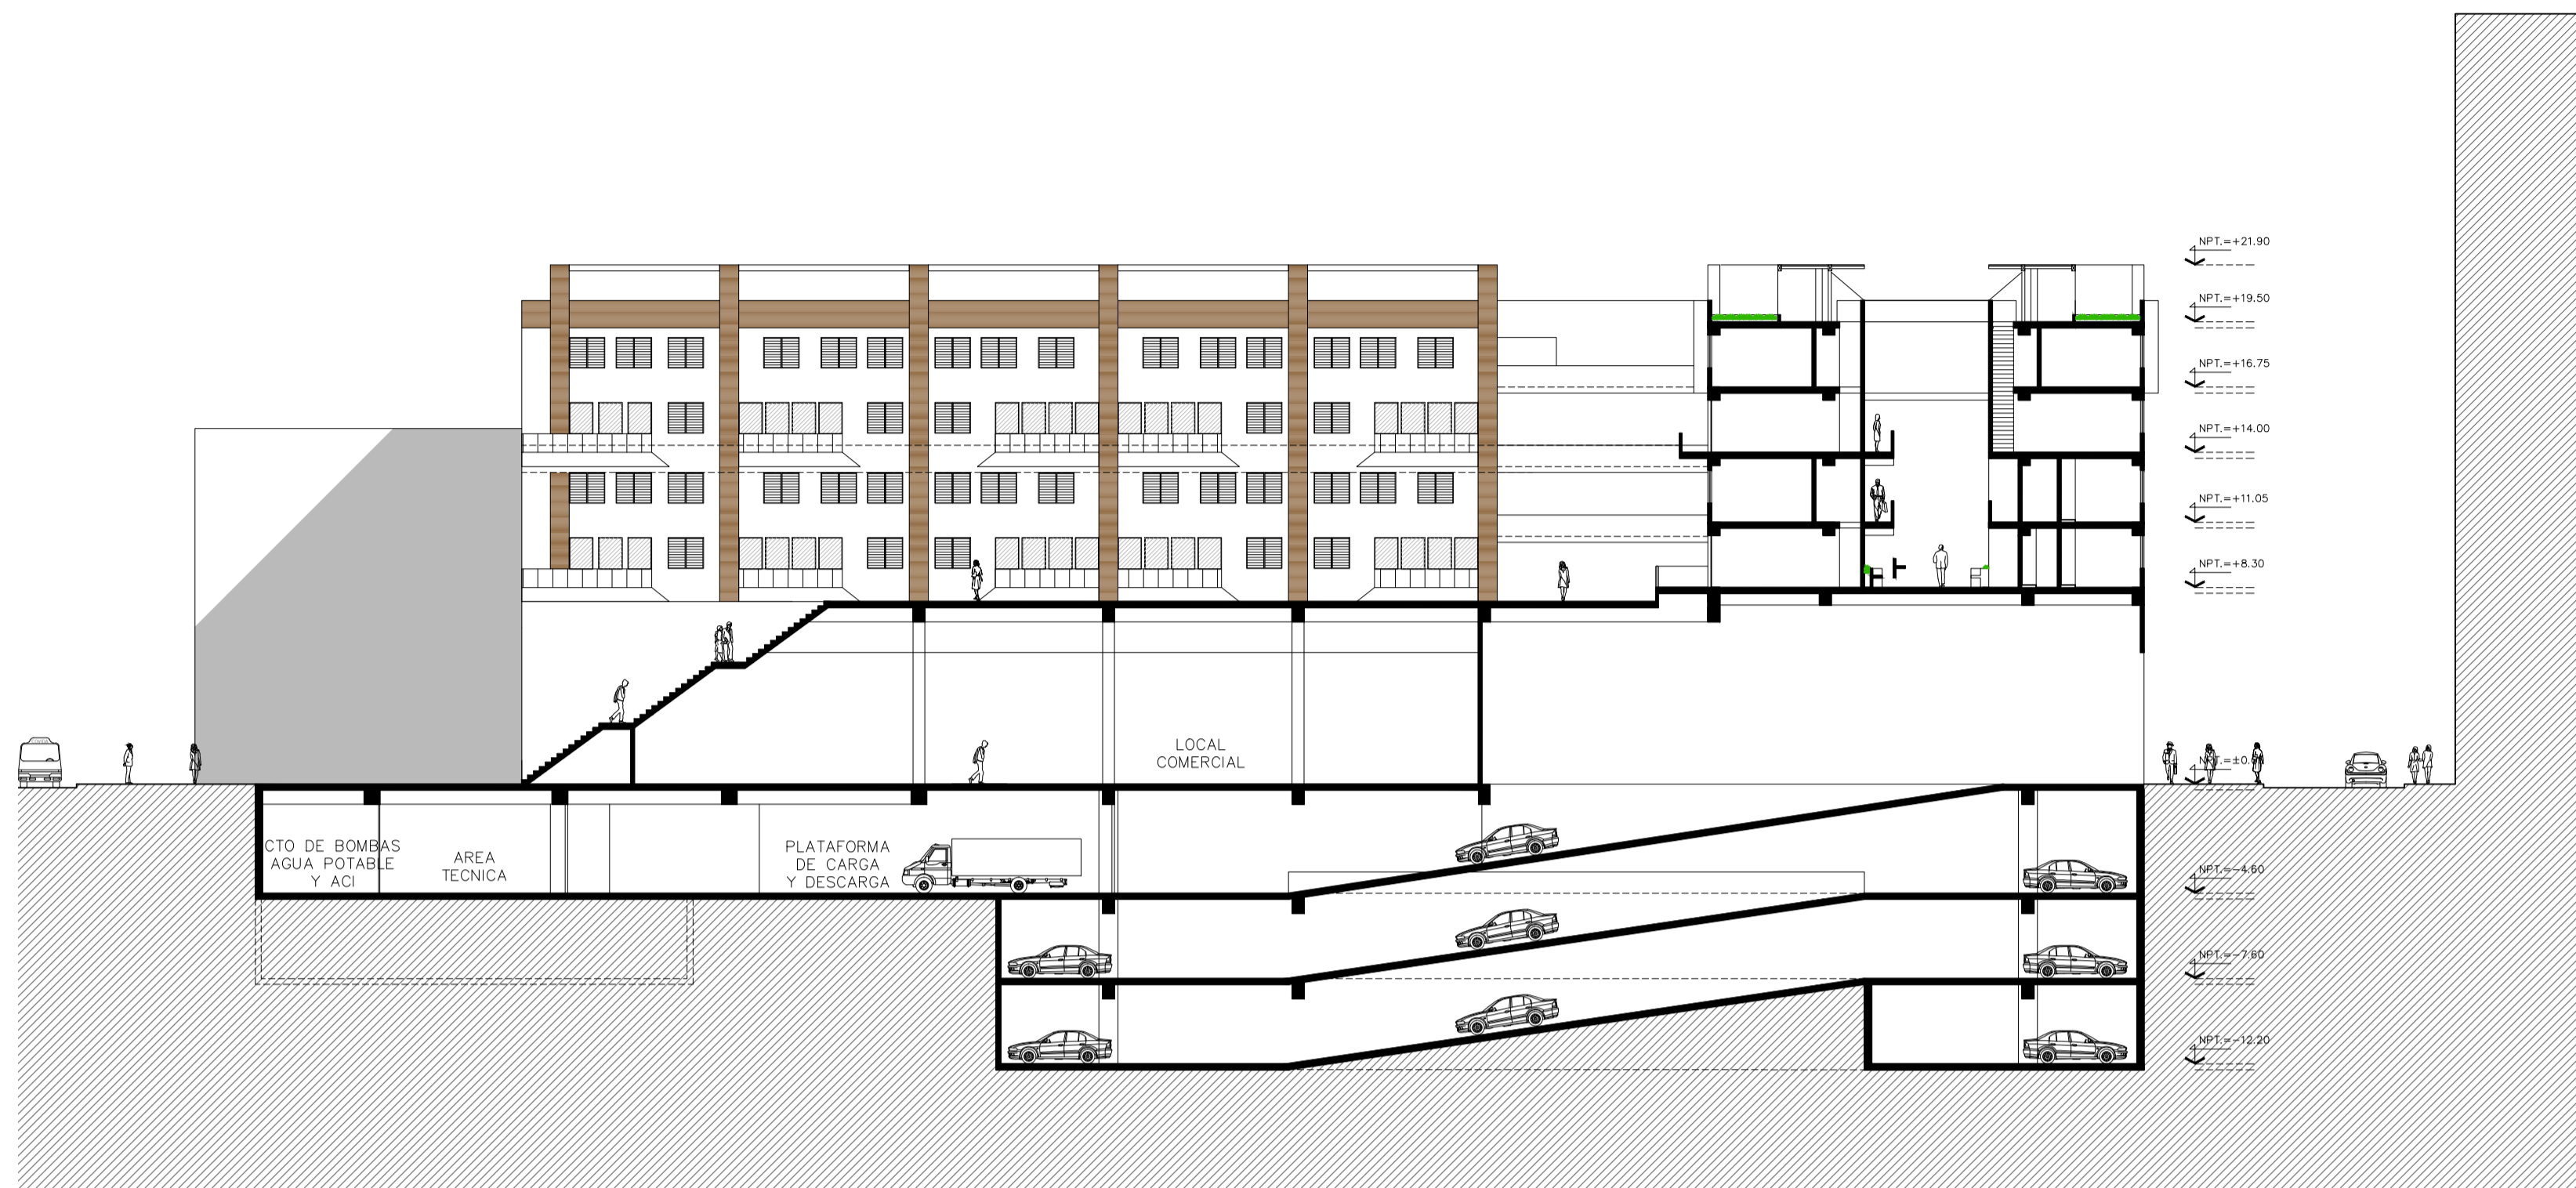 NPT.=+21.90
NPT.=+19.50
NPT.=+16.75
NPT.=+14.00
NPT.=+11.05
NPT.=+8.30
LOCAL
COMERCIAL
CTO DE BOMBAS
AGUA POTABLE
Y ACI
AREA
TECNICA
PLATAFORMA
DE CARGA
Y DESCARGA
NPT.=-4.60
NPT.=-7.60
NPT.=-12.20